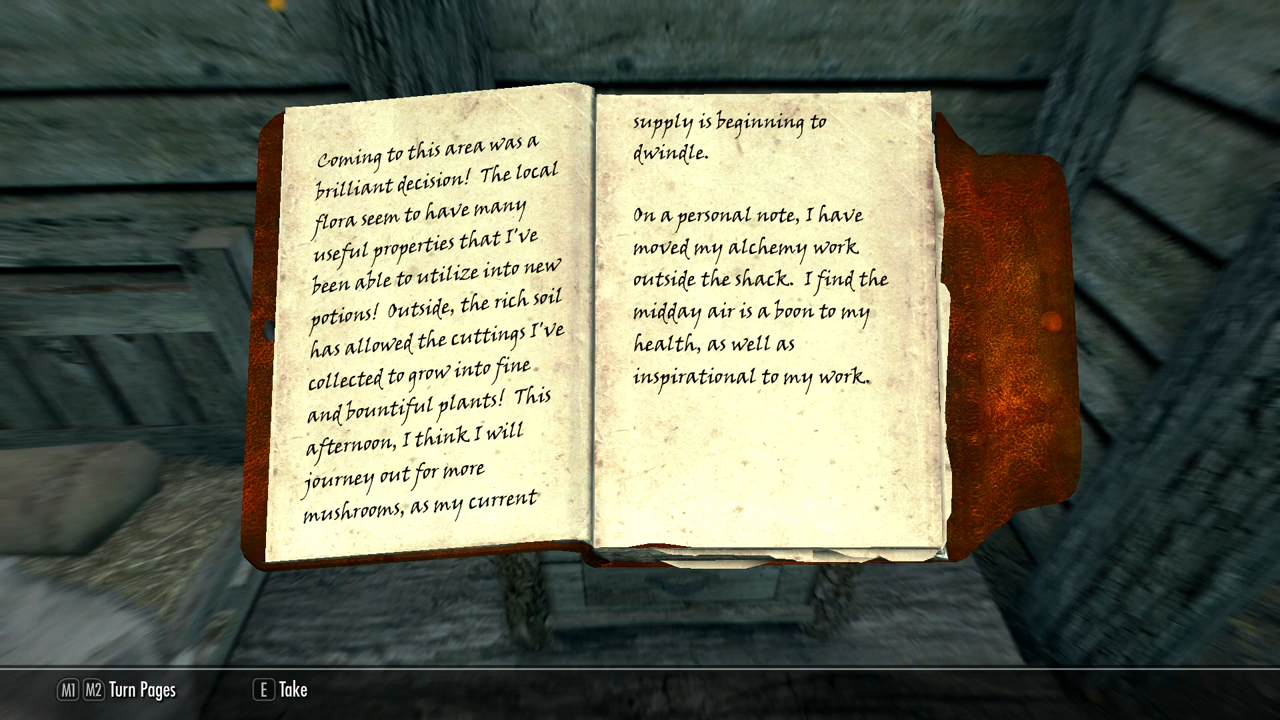 Coming to this area was a
brilliant decision! The local
flora seem to have many
useful properties that I've
been able to utilize into new
potions! Outside, the rich soil
has allowed the cuttings I've
collected to grow into fine
and bountiful plants! This
afternoon, I think I will
journey out for more
mushrooms, as my current
supply is beginning to
dwindle.
On a personal note, I have
moved my alchemy work
outside the shack. I find the
midday air is a boon to my
health, as well as
inspirational to my work.
M1 M2 Turn Pages
E Take